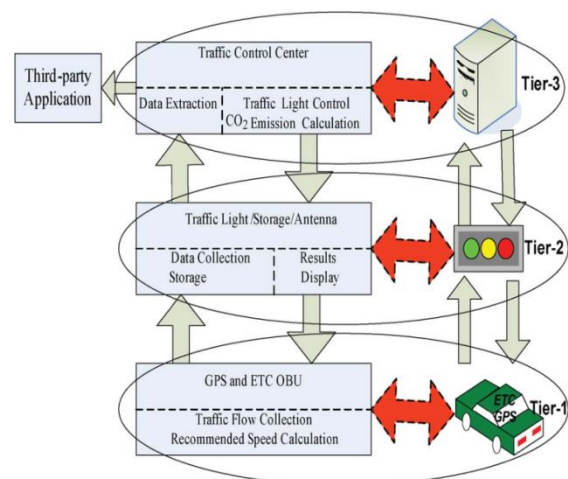 Traffic Control Center
Third-party
Application
Data Extraction
Traffic Light Control
CO2 Emission Calculation
Tier-3
Traffic Light /Storage/Antenna
Data Collection
Storage
Results
Display
Tier-2
GPS and ETC OBU
Traffic Flow Collection
Recommended Speed Calculation
ETC
GPS
Tier-1